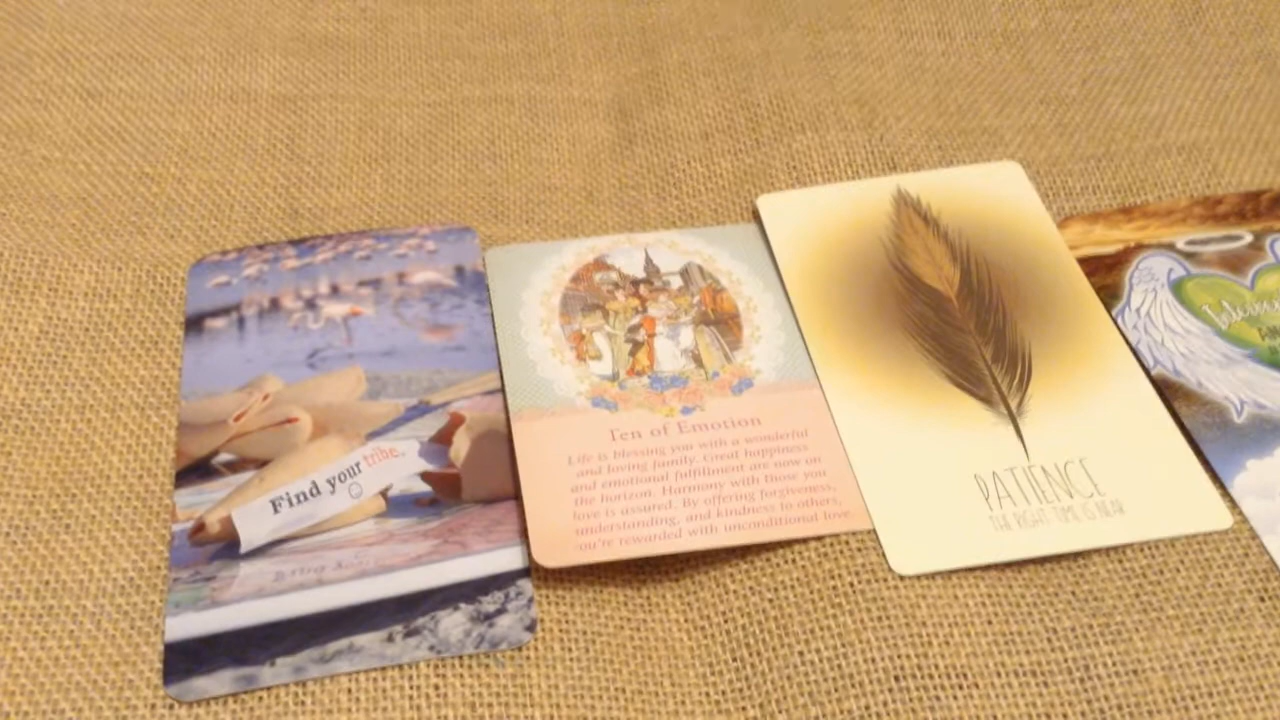 Find your tribe.
Ten of Emotion
Life is blessing you with a wonderful
and loving family. Great happiness
and emotional fulfillment are now on
the horizon. Harmony with those you
love is assured. By offering forgiveness,
understanding, and kindness to others,
you're rewarded with unconditional love.
PATIENCE
THE RIGHT TIME IS NEAR